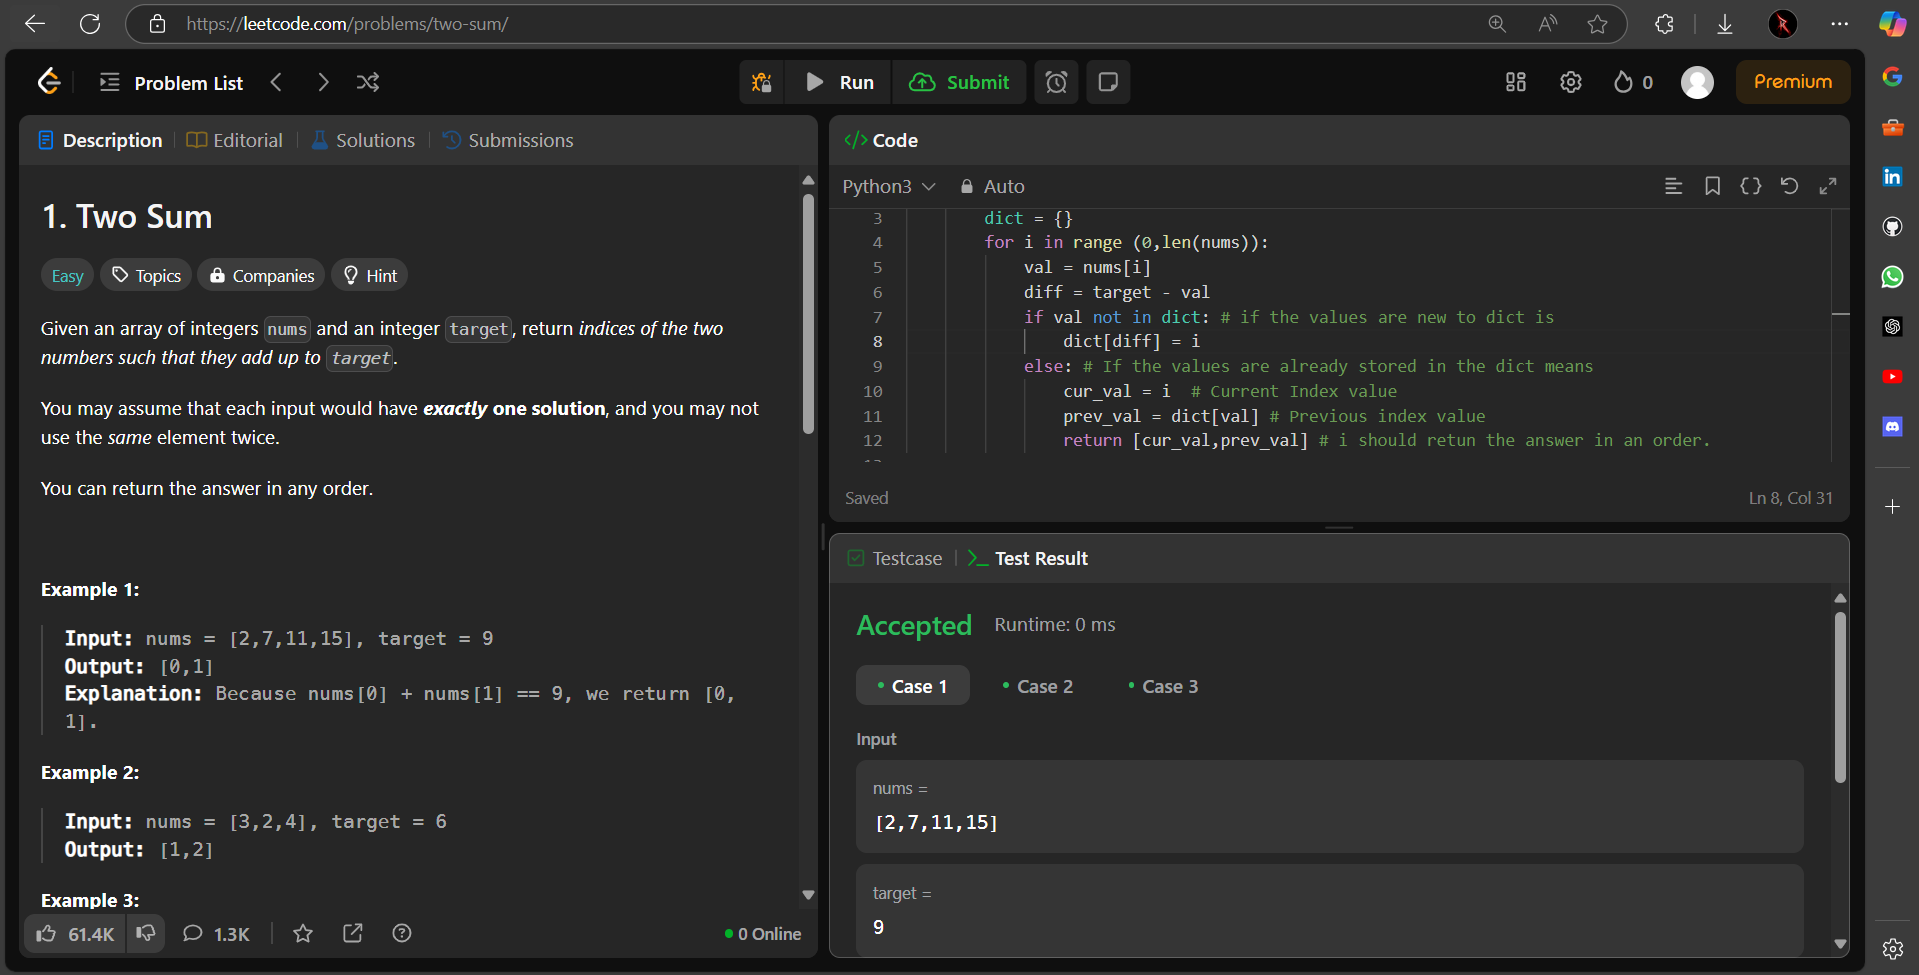 https://leetcode.com/problems/two-sum/
Problem List
Run
Submit
0
Premium
Description
Editorial
Solutions
Submissions
1. Two Sum
Easy
Topics
Companies
Hint
Given an array of integers nums and an integer target, return indices of the two
numbers such that they add up to target.
You may assume that each input would have exactly one solution, and you may not
use the same element twice.
You can return the answer in any order.
Example 1:
Input: nums = [2,7,11,15], target = 9
Output: [0,1]
Explanation: Because nums[0] + nums[1] == 9, we return [0,
1].
Example 2:
Input: nums = [3,2,4], target = 6
Output: [1,2]
Example 3:
61.4K
1.3K
0 Online
</> Code
Python3
Auto
3 dict = {}
4 for i in range (0,len(nums)):
5 val = nums[i]
6 diff = target - val
7 if val not in dict: # if the values are new to dict is
8 dict[diff] = i
9 else: # If the values are already stored in the dict means
10 cur_val = i # Current Index value
11 prev_val = dict[val] # Previous index value
12 return [cur_val,prev_val] # i should retun the answer in an order.
Saved
Ln 8, Col 31
Testcase
Test Result
Accepted
Runtime: 0 ms
Case 1
Case 2
Case 3
Input
nums =
[2,7,11,15]
target =
9